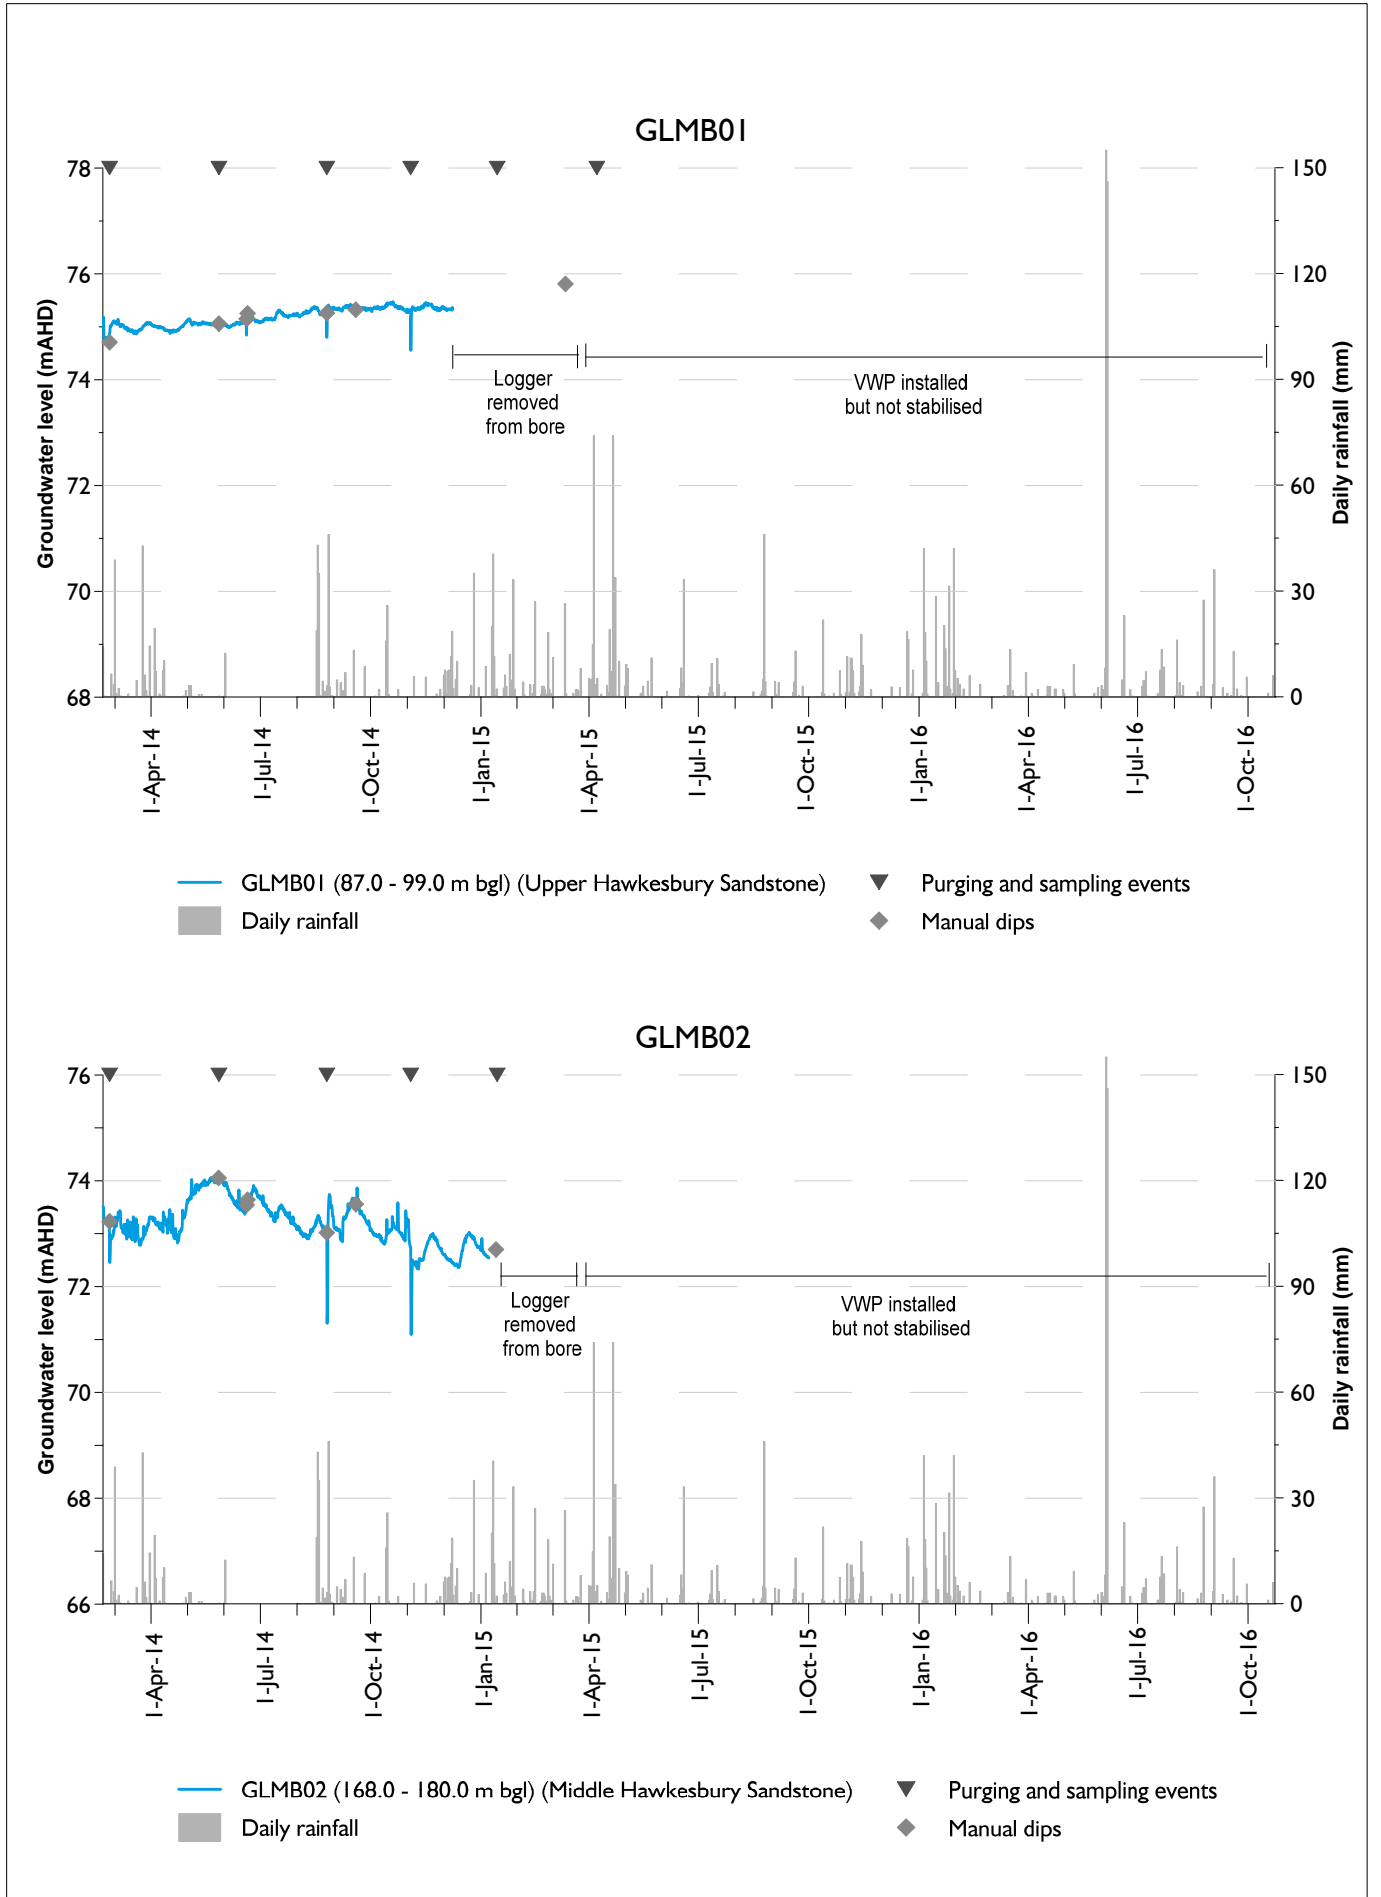 GLMB01
78
76
74
72
70
68
150
120
90
60
30
0
Groundwater level (mAHD)
Daily rainfall (mm)
Logger
removed
from bore
VWP installed
but not stabilised
1-Apr-14
1-Jul-14
1-Oct-14
1-Jan-15
1-Apr-15
1-Jul-15
1-Oct-15
1-Jan-16
1-Apr-16
1-Jul-16
1-Oct-16
GLMB01 (87.0 - 99.0 m bgl) (Upper Hawkesbury Sandstone)
Purging and sampling events
Daily rainfall
Manual dips
GLMB02
76
74
72
70
68
66
150
120
90
60
30
0
Groundwater level (mAHD)
Daily rainfall (mm)
Logger
removed
from bore
VWP installed
but not stabilised
1-Apr-14
1-Jul-14
1-Oct-14
1-Jan-15
1-Apr-15
1-Jul-15
1-Oct-15
1-Jan-16
1-Apr-16
1-Jul-16
1-Oct-16
GLMB02 (168.0 - 180.0 m bgl) (Middle Hawkesbury Sandstone)
Purging and sampling events
Daily rainfall
Manual dips